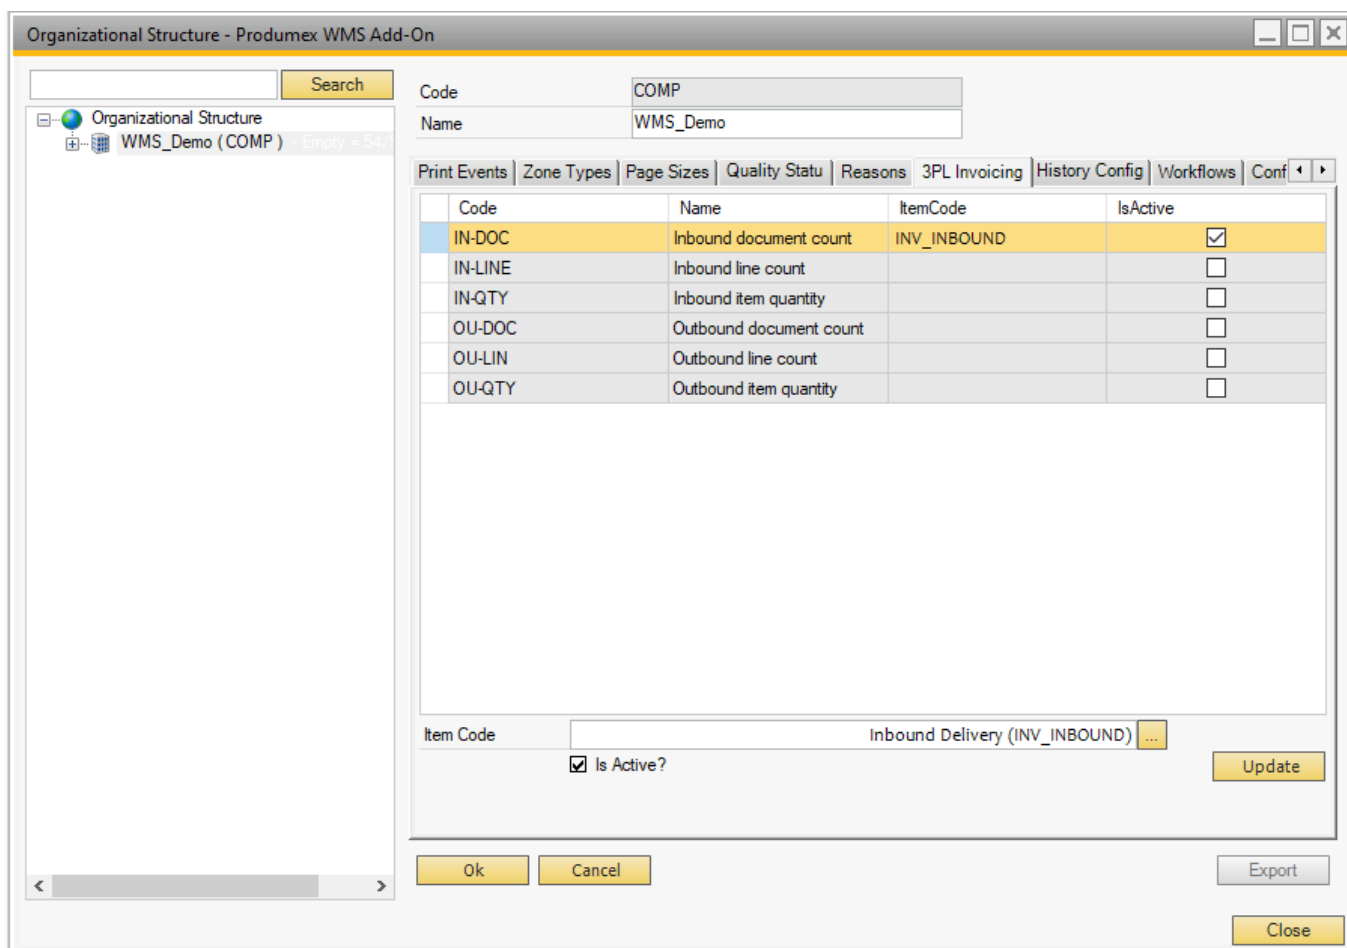 Organizational Structure - Produmex WMS Add-On
Search
Organizational Structure
WMS_Demo ( COMP ) - Empty = 54/
Code COMP
Name WMS_Demo
Print Events Zone Types Page Sizes Quality Statu Reasons 3PL Invoicing History Config Workflows Conf
Code Name ItemCode IsActive
IN-DOC Inbound document count INV_INBOUND
IN-LINE Inbound line count
IN-QTY Inbound item quantity
OU-DOC Outbound document count
OU-LIN Outbound line count
OU-QTY Outbound item quantity
Item Code Inbound Delivery (INV_INBOUND) ...
Is Active?
Update
Ok Cancel Export
Close